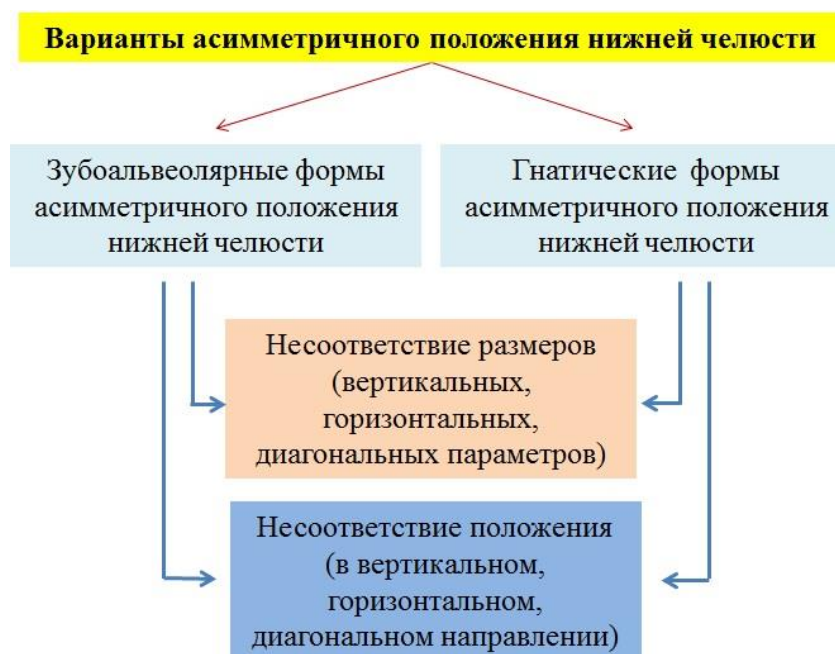 Варианты асимметричного положения нижней челюсти
Зубоальвеолярные формы
асимметричного положения
нижней челюсти
Гнатические формы
асимметричного положения
нижней челюсти
Несоответствие размеров
(вертикальных,
горизонтальных,
диагональных параметров)
Несоответствие положения
(в вертикальном,
горизонтальном,
диагональном направлении)